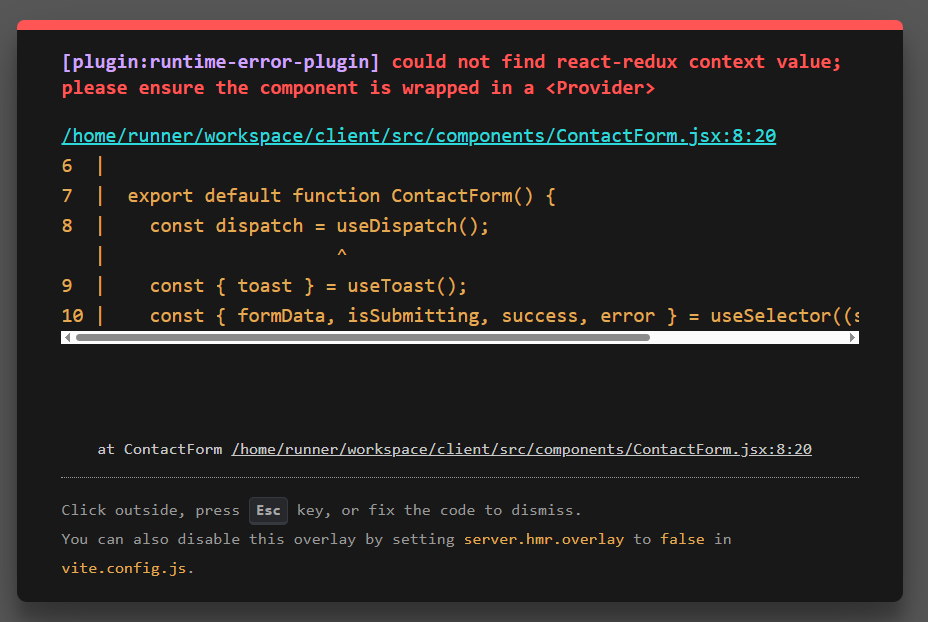 [plugin:runtime-error-plugin] could not find react-redux context value;
please ensure the component is wrapped in a <Provider>
/home/runner/workspace/client/src/components/ContactForm.jsx:8:20
6  |
7  |  export default function ContactForm() {
8  |    const dispatch = useDispatch();
   |                     ^
9  |    const { toast } = useToast();
10 |    const { formData, isSubmitting, success, error } = useSelector((s
at ContactForm /home/runner/workspace/client/src/components/ContactForm.jsx:8:20
Click outside, press Esc key, or fix the code to dismiss.
You can also disable this overlay by setting server.hmr.overlay to false in
vite.config.js.